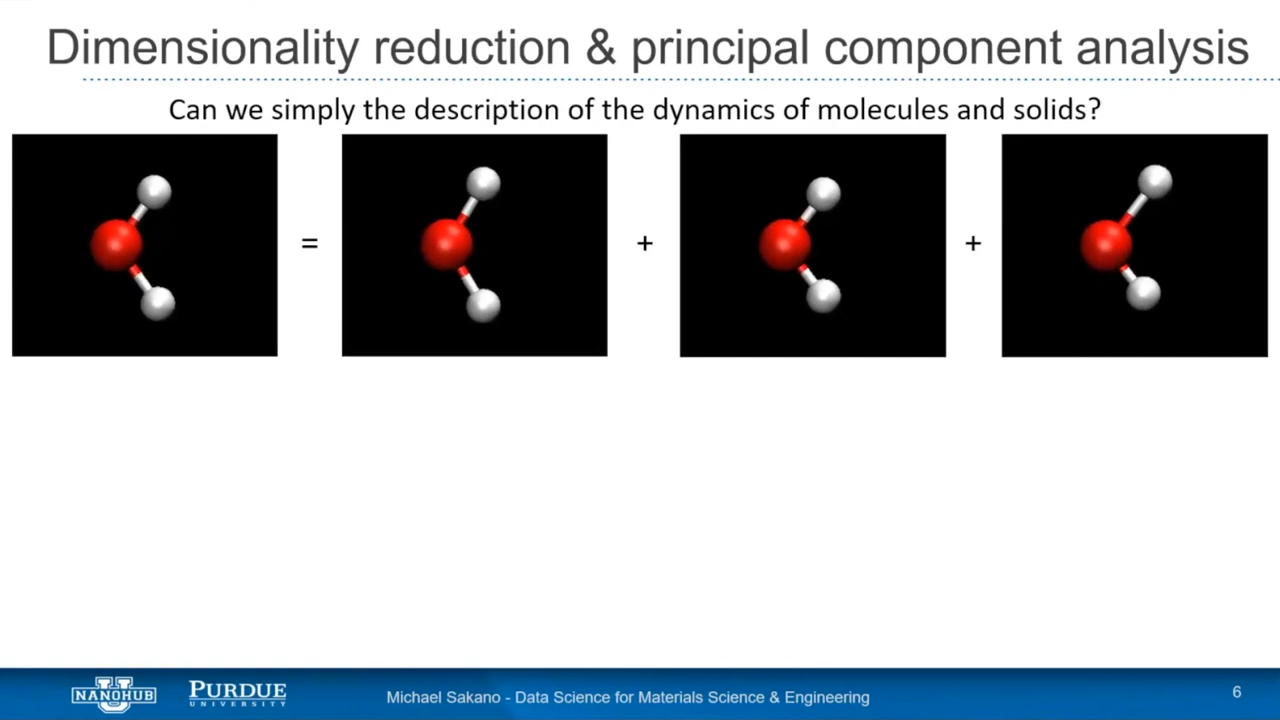 Dimensionality reduction & principal component analysis
Can we simply the description of the dynamics of molecules and solids?
= + +
NANOHUB
PURDUE
UNIVERSITY
Michael Sakano - Data Science for Materials Science & Engineering
6